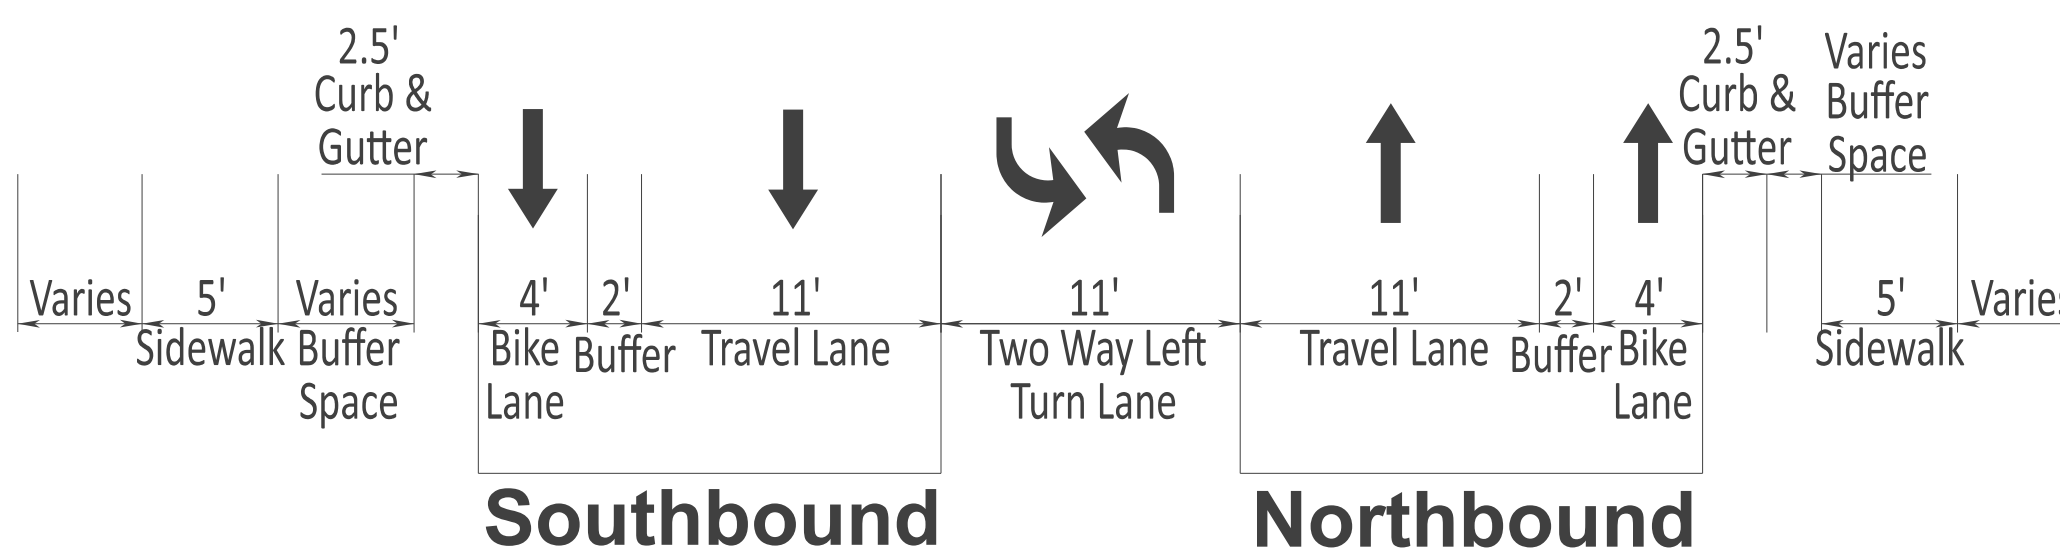 2.5'
Curb &
Gutter
2.5'
Curb &
Gutter
Varies
Buffer
Space
Varies
5'
Sidewalk
Varies
Buffer
Space
4'
Bike
Lane
2'
Buffer
11'
Travel Lane
11'
Two Way Left
Turn Lane
11'
Travel Lane
2'
Buffer
4'
Bike
Lane
5'
Sidewalk
Varies
Southbound
Northbound